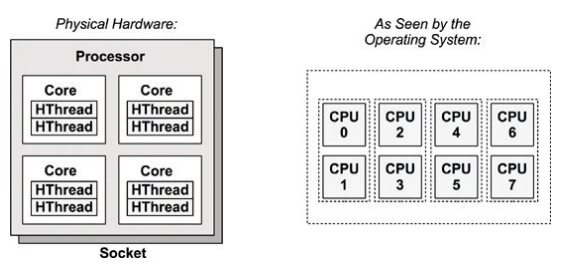 Physical Hardware:
Processor
Core
HThread
HThread
Core
HThread
HThread
Core
HThread
HThread
Core
HThread
HThread
Socket
As Seen by the
Operating System:
CPU
0
CPU
2
CPU
4
CPU
6
CPU
1
CPU
3
CPU
5
CPU
7